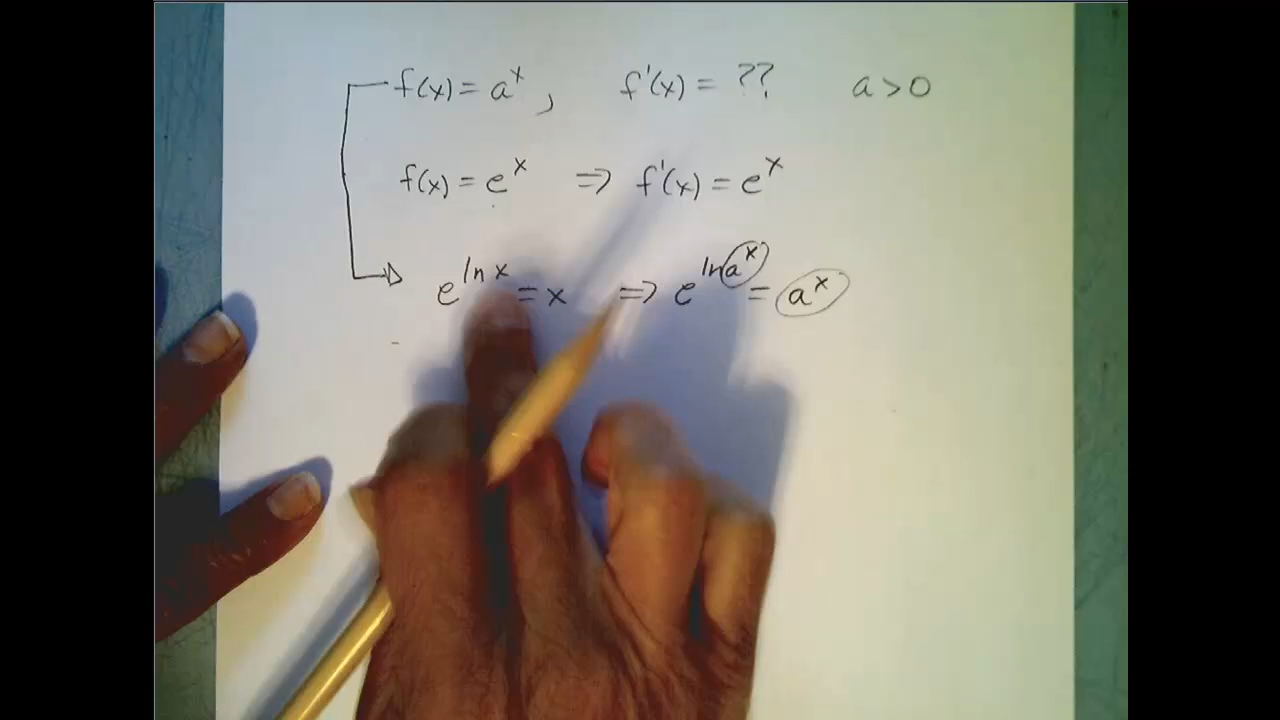 f(x) = a^x , f'(x) = ?? a > 0
f(x) = e^x ⇒ f'(x) = e^x
e^{ln x} = x ⇒ e^{ln a^x} = a^x